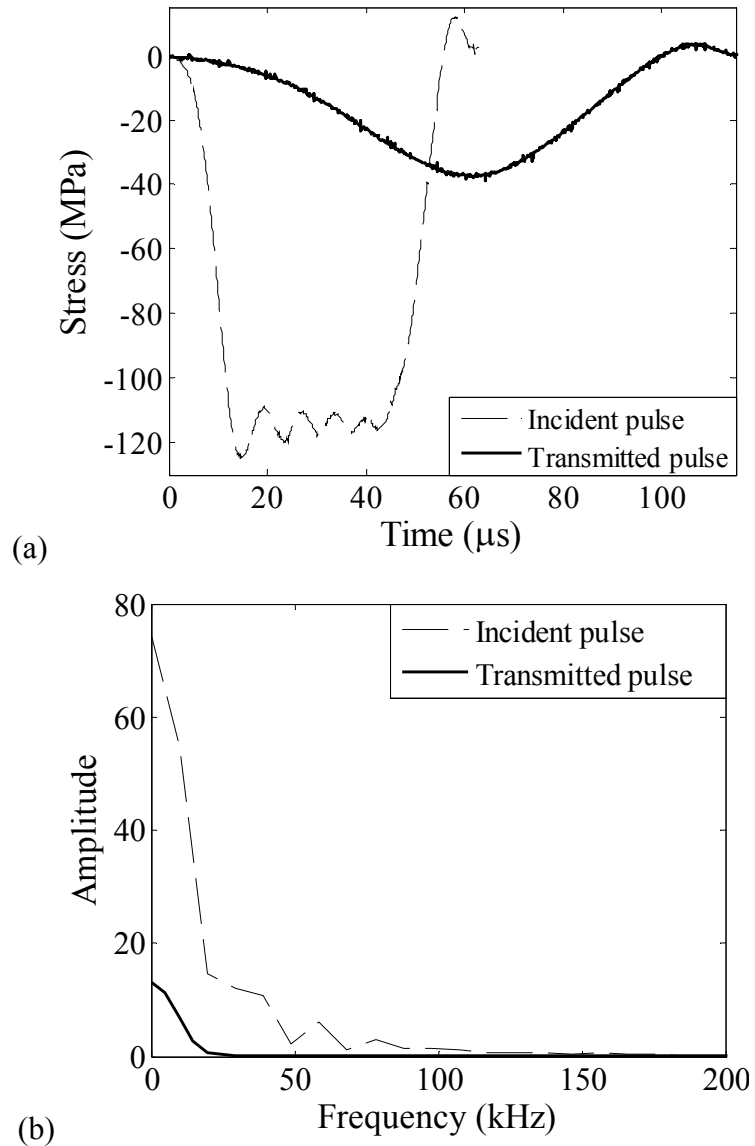 0
-20
-40
-60
-80
-100
-120
Stress (MPa)
Incident pulse
Transmitted pulse
0 20 40 60 80 100
Time (μs)
(a)
80
60
40
20
0
Amplitude
Incident pulse
Transmitted pulse
0 50 100 150 200
Frequency (kHz)
(b)